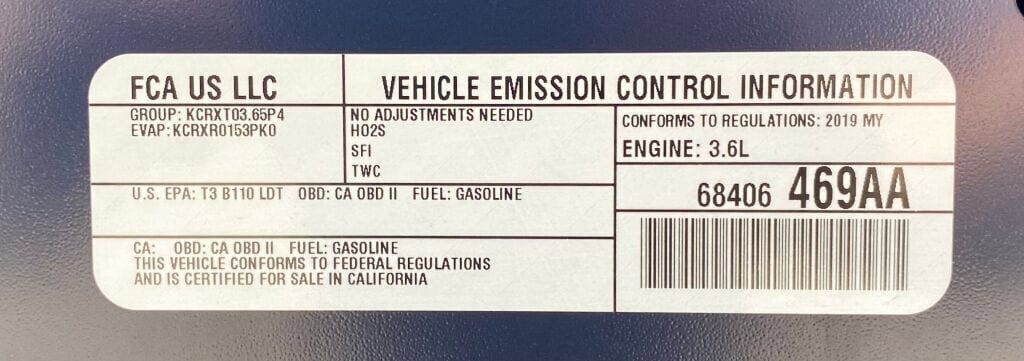 FCA US LLC
VEHICLE EMISSION CONTROL INFORMATION
GROUP: KCRXT03.65P4
EVAP: KCRXR0153PK0
NO ADJUSTMENTS NEEDED
HO2S
SFI
TWC
CONFORMS TO REGULATIONS: 2019 MY
ENGINE: 3.6L
68406 469AA
U.S. EPA: T3 B110 LDT OBD: CA OBD II FUEL: GASOLINE
CA: OBD: CA OBD II FUEL: GASOLINE
THIS VEHICLE CONFORMS TO FEDERAL REGULATIONS
AND IS CERTIFIED FOR SALE IN CALIFORNIA